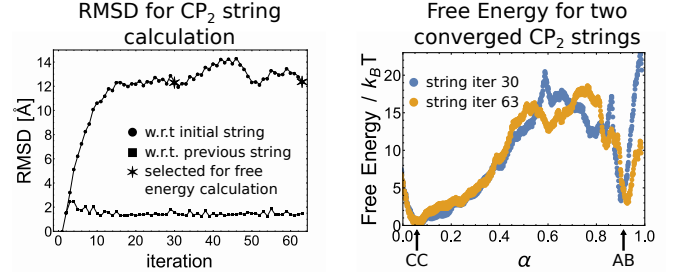 RMSD for CP2 string
calculation
RMSD [Å]
14
12
10
8
6
4
2
0
w.r.t initial string
w.r.t. previous string
selected for free
energy calculation
0 10 20 30 40 50 60
iteration
Free Energy for two
converged CP2 strings
Free Energy / kBT
20
15
10
5
0
string iter 30
string iter 63
0.0 0.2 0.4 0.6 0.8 1.0
CC α AB